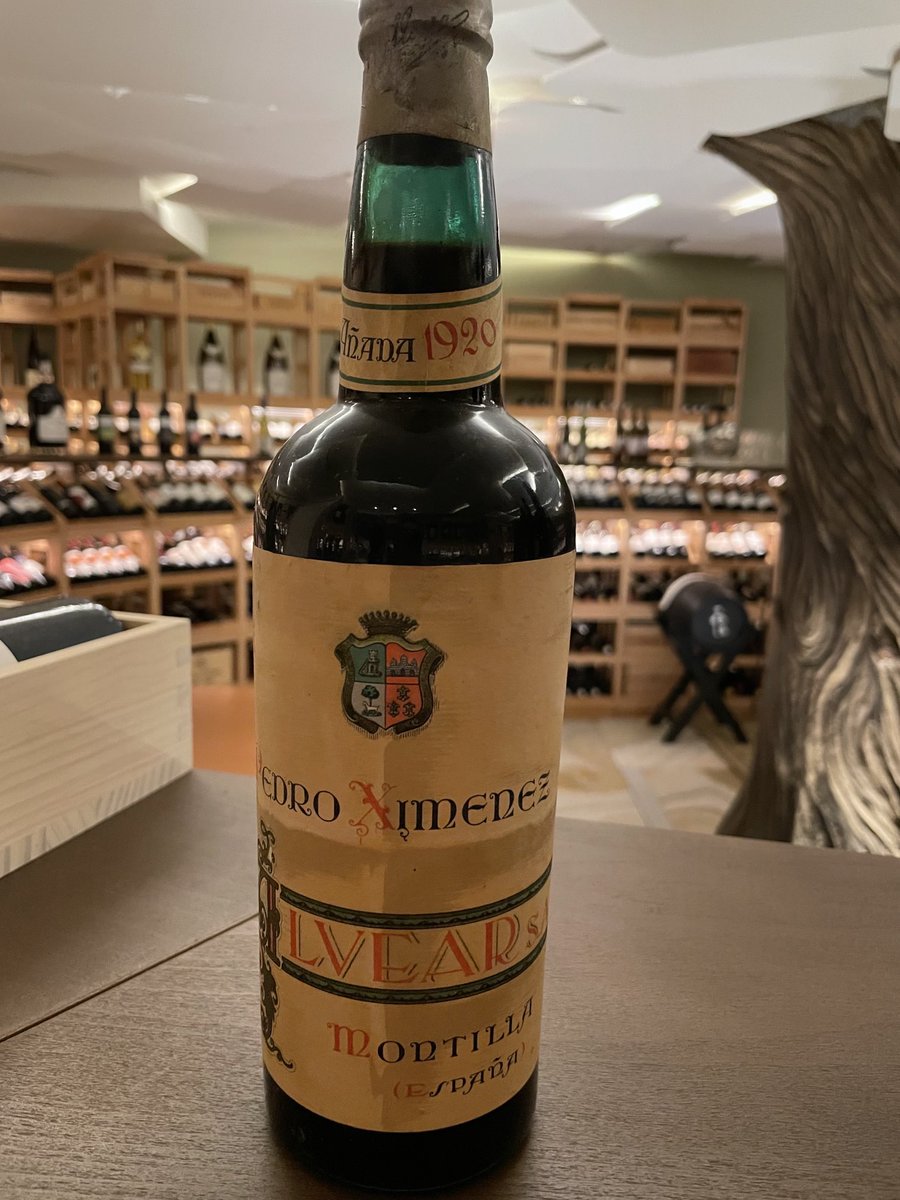 AÑADA 1920
PEDRO XIMENEZ
ALVEAR S.A
MONTILLA
(ESPAÑA).